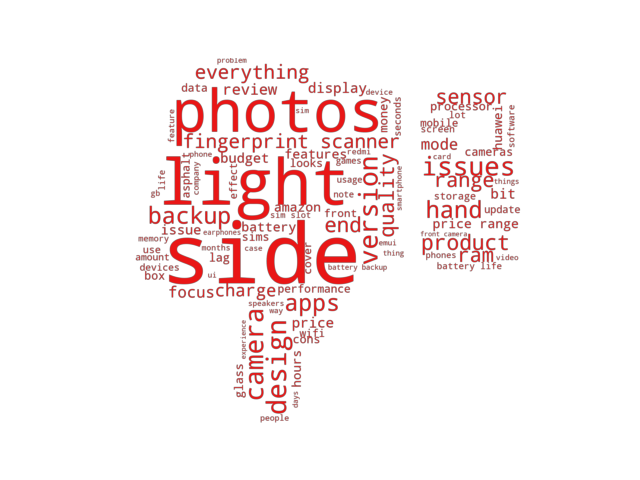 problem
everything
data
review
display
device
photos
sim
feature
money
seconds
fingerprint scanner
phone
budget
features
redmi
looks
games
life
gb
asphalt
company
effect
light
usage
note
version
quality
smartphone
amazon
backup
sim slot
front
end
issue
earphones
battery
sims
emui
memory
months
case
cover
thing
use
lag
side
amount
devices
ui
battery backup
box
focus
charge
performance
speakers
apps
way
price
wifi
cons
camera
design
experience
glass
hours
days
people
sensor
processor
lot
mobile
screen
huawei
software
mode
cameras
card
issues
range
things
storage
bit
hand
update
price range
front camera
product
phones
ram
video
battery life